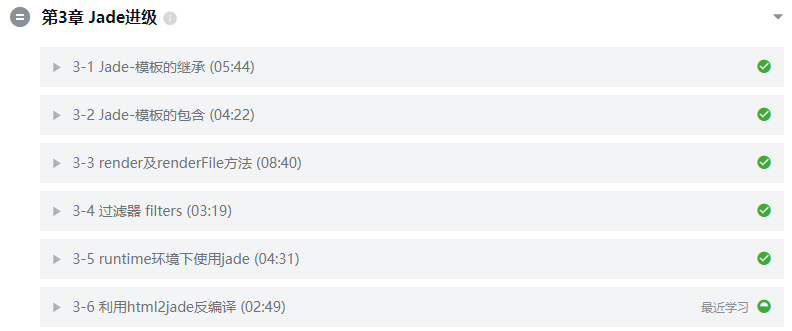 第3章 Jade进级
3-1 Jade-模板的继承 (05:44)
3-2 Jade-模板的包含 (04:22)
3-3 render及renderFile方法 (08:40)
3-4 过滤器 filters (03:19)
3-5 runtime环境下使用jade (04:31)
3-6 利用html2jade反编译 (02:49) 最近学习